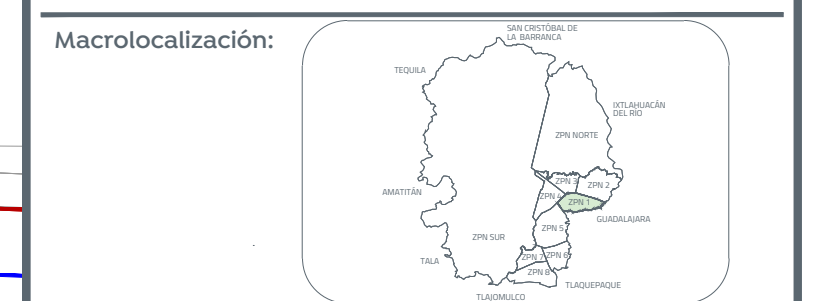 Macrolocalización:
SAN CRISTÓBAL DE
LA BARRANCA
TEQUILA
IXTLAHUACÁN
DEL RÍO
ZPN NORTE
ZPN 3
ZPN 2
AMATITÁN
ZPN 4
ZPN 1
GUADALAJARA
ZPN 5
ZPN SUR
ZPN 7
ZPN 6
TALA
ZPN 8
TLAQUEPAQUE
TLAJOMULCO